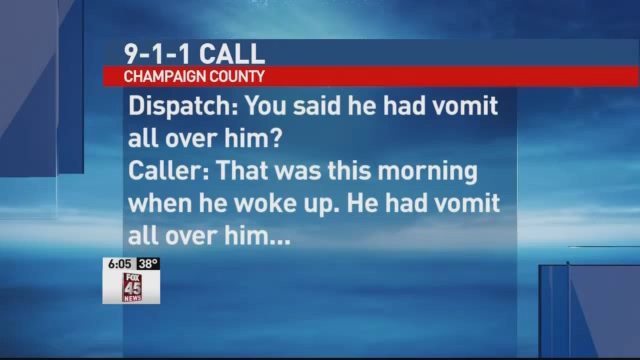 9-1-1 CALL
CHAMPAIGN COUNTY
Dispatch: You said he had vomit
all over him?
Caller: That was this morning
when he woke up. He had vomit
all over him...
6:05 38°
FOX
45
NEWS